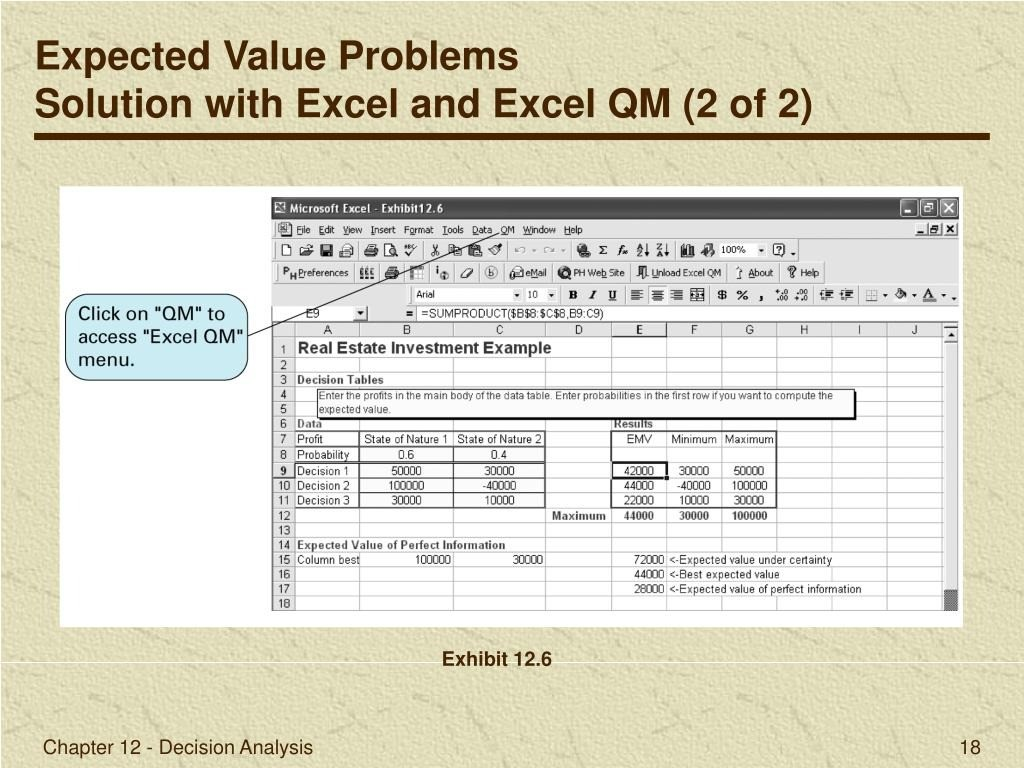 Expected Value Problems
Solution with Excel and Excel QM (2 of 2)
Microsoft Excel - Exhibit12.6
File Edit View Insert Format Tools Data QM Window Help
100%
PH Preferences eMail PH Web Site Unload Excel QM About Help
Arial 10 B I U $ % ,
Click on "QM" to
access "Excel QM"
menu.
E9 = =SUMPRODUCT($B$8:$C$8,B9:C9)
A B C D E F G H I J
1 Real Estate Investment Example
2
3 Decision Tables
4 Enter the profits in the main body of the data table. Enter probabilities in the first row if you want to compute the
5 expected value.
6 Data Results
7 Profit State of Nature 1 State of Nature 2 EMV Minimum Maximum
8 Probability 0.6 0.4
9 Decision 1 50000 30000 42000 30000 50000
10 Decision 2 100000 -40000 44000 -40000 100000
11 Decision 3 30000 10000 22000 10000 30000
12 Maximum 44000 30000 100000
13
14 Expected Value of Perfect Information
15 Column best 100000 30000 72000 <-Expected value under certainty
16 44000 <-Best expected value
17 28000 <-Expected value of perfect information
18
Exhibit 12.6
Chapter 12 - Decision Analysis 18